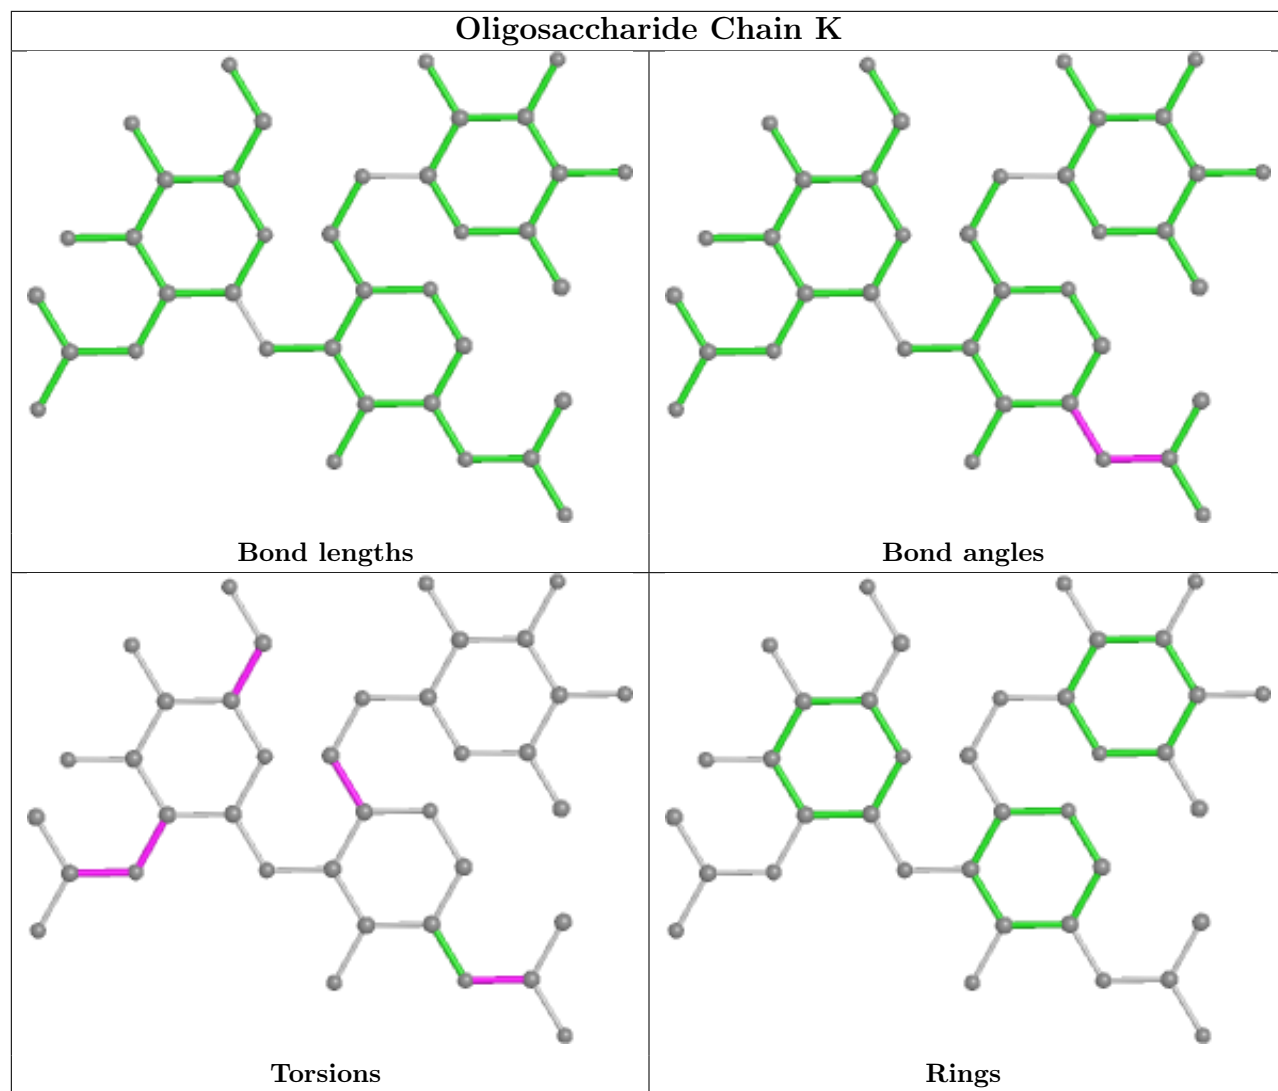 Oligosaccharide Chain K
Bond lengths
Bond angles
Torsions
Rings